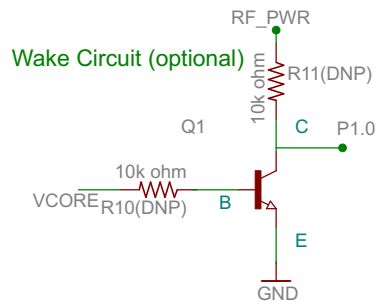 RF_PWR
Wake Circuit (optional)
R11(DNP)
10k ohm
Q1
C
P1.0
10k ohm
VCORE
R10(DNP)
B
E
GND